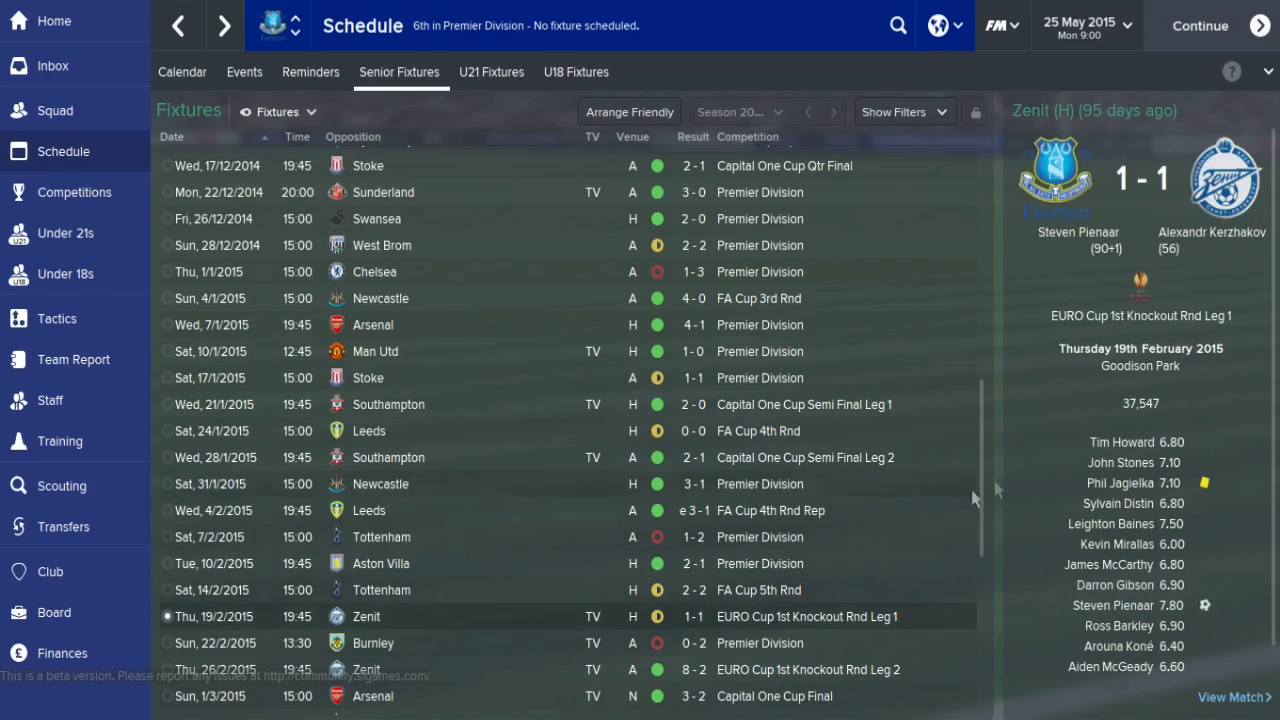 Home
Inbox
Squad
Schedule
Competitions
U21
Under 21s
U18
Under 18s
Tactics
Team Report
Staff
Training
Scouting
Transfers
Club
Board
Finances
Everton
Schedule 6th in Premier Division - No fixture scheduled.
FM
25 May 2015
Mon 9:00
Continue
Calendar Events Reminders Senior Fixtures U21 Fixtures U18 Fixtures
?
Fixtures Fixtures Arrange Friendly Season 20... Show Filters
Date Time Opposition TV Venue Result Competition
Wed, 17/12/2014 19:45 Stoke A 2 - 1 Capital One Cup Qtr Final
Mon, 22/12/2014 20:00 Sunderland TV A 3 - 0 Premier Division
Fri, 26/12/2014 15:00 Swansea H 2 - 0 Premier Division
Sun, 28/12/2014 15:00 West Brom A 2 - 2 Premier Division
Thu, 1/1/2015 15:00 Chelsea A 1 - 3 Premier Division
Sun, 4/1/2015 15:00 Newcastle A 4 - 0 FA Cup 3rd Rnd
Wed, 7/1/2015 19:45 Arsenal H 4 - 1 Premier Division
Sat, 10/1/2015 12:45 Man Utd TV H 1 - 0 Premier Division
Sat, 17/1/2015 15:00 Stoke A 1 - 1 Premier Division
Wed, 21/1/2015 19:45 Southampton TV H 2 - 0 Capital One Cup Semi Final Leg 1
Sat, 24/1/2015 15:00 Leeds H 0 - 0 FA Cup 4th Rnd
Wed, 28/1/2015 19:45 Southampton TV A 2 - 1 Capital One Cup Semi Final Leg 2
Sat, 31/1/2015 15:00 Newcastle H 3 - 1 Premier Division
Wed, 4/2/2015 19:45 Leeds A e 3 - 1 FA Cup 4th Rnd Rep
Sat, 7/2/2015 15:00 Tottenham A 1 - 2 Premier Division
Tue, 10/2/2015 19:45 Aston Villa H 2 - 1 Premier Division
Sat, 14/2/2015 15:00 Tottenham H 2 - 2 FA Cup 5th Rnd
Thu, 19/2/2015 19:45 Zenit TV H 1 - 1 EURO Cup 1st Knockout Rnd Leg 1
Sun, 22/2/2015 13:30 Burnley TV A 0 - 2 Premier Division
Thu, 26/2/2015 19:45 Zenit TV A 8 - 2 EURO Cup 1st Knockout Rnd Leg 2
Sun, 1/3/2015 15:00 Arsenal TV N 3 - 2 Capital One Cup Final
This is a beta version. Please report any issues at http://community.sigames.com/
Zenit (H) (95 days ago)
1 - 1
Everton
Steven Pienaar
(90+1)
Alexandr Kerzhakov
(56)
EURO Cup 1st Knockout Rnd Leg 1
Thursday 19th February 2015
Goodison Park
37,547
Tim Howard 6.80
John Stones 7.10
Phil Jagielka 7.10
Sylvain Distin 6.80
Leighton Baines 7.50
Kevin Mirallas 6.00
James McCarthy 6.80
Darron Gibson 6.90
Steven Pienaar 7.80
Ross Barkley 6.90
Arouna Koné 6.40
Aiden McGeady 6.60
View Match